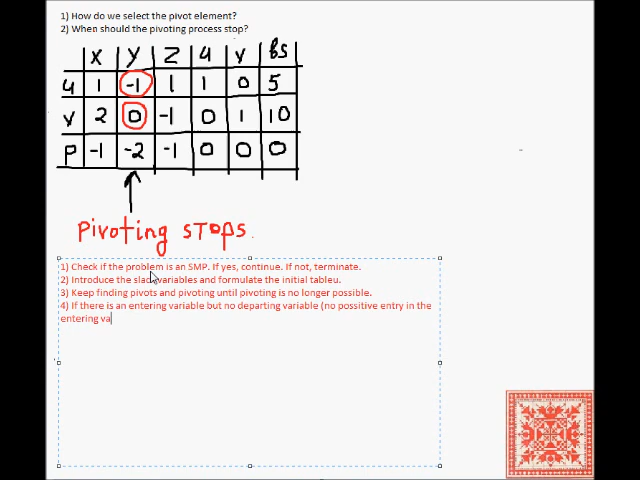 1) How do we select the pivot element?
2) When should the pivoting process stop?
X Y Z u v bs
u 1 -1 1 1 0 5
v 2 0 -1 0 1 10
P -1 -2 -1 0 0 0
Pivoting stops.
1) Check if the problem is an SMP. If yes, continue. If not, terminate.
2) Introduce the slack variables and formulate the initial tableu.
3) Keep finding pivots and pivoting until pivoting is no longer possible.
4) If there is an entering variable but no departing variable (no possitive entry in the
entering va